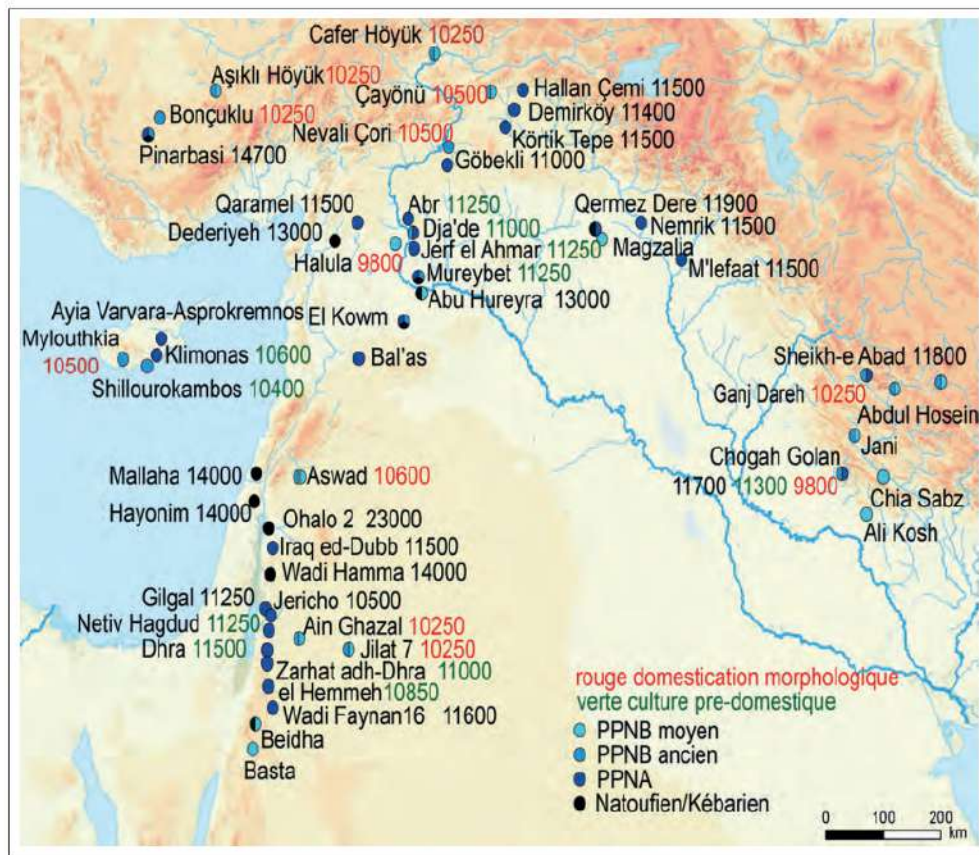 Cafer Höyük 10250
Aşıklı Höyük 10250
Çayönü 10500
Hallan Çemi 11500
Bonçuklu 10250
Demirköy 11400
Nevali Çori 10500
Körtik Tepe 11500
Pinarbasi 14700
Göbekli 11000
Qaramel 11500
Abr 11250
Qermez Dere 11900
Dederiyeh 13000
Dja'de 11000
Nemrik 11500
Jerf el Ahmar 11250
Magzalia
Halula 9800
Mureybet 11250
M'lefaat 11500
Abu Hureyra 13000
Ayia Varvara-Asprokremnos
El Kowm
Mylouthkia
10500
Klimonas 10600
Bal'as
Sheikh-e Abad 11800
Shillourokambos 10400
Ganj Dareh 10250
Abdul Hosein
Jani
Chogah Golan
11700 11300 9800
Mallaha 14000
Aswad 10600
Chia Sabz
Hayonim 14000
Ali Kosh
Ohalo 2 23000
Iraq ed-Dubb 11500
Wadi Hamma 14000
Gilgal 11250
Jericho 10500
Netiv Hagdud 11250
Ain Ghazal 10250
Dhra 11500
Jilat 7 10250
Zarhat adh-Dhra 11000
el Hemmeh 10850
Wadi Faynan16 11600
Beidha
Basta
rouge domestication morphologique
verte culture pre-domestique
PPNB moyen
PPNB ancien
PPNA
Natoufien/Kébarien
0 100 200
km